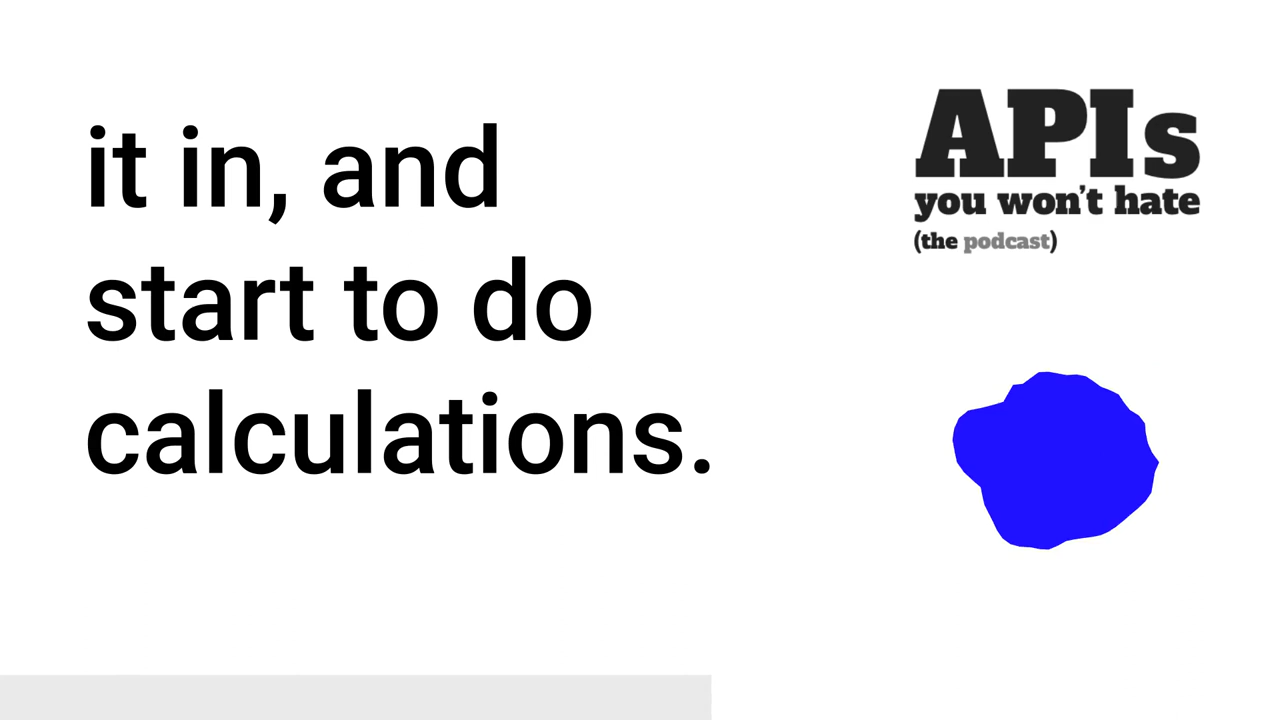 it in, and
start to do
calculations.
APIs
you won't hate
(the podcast)